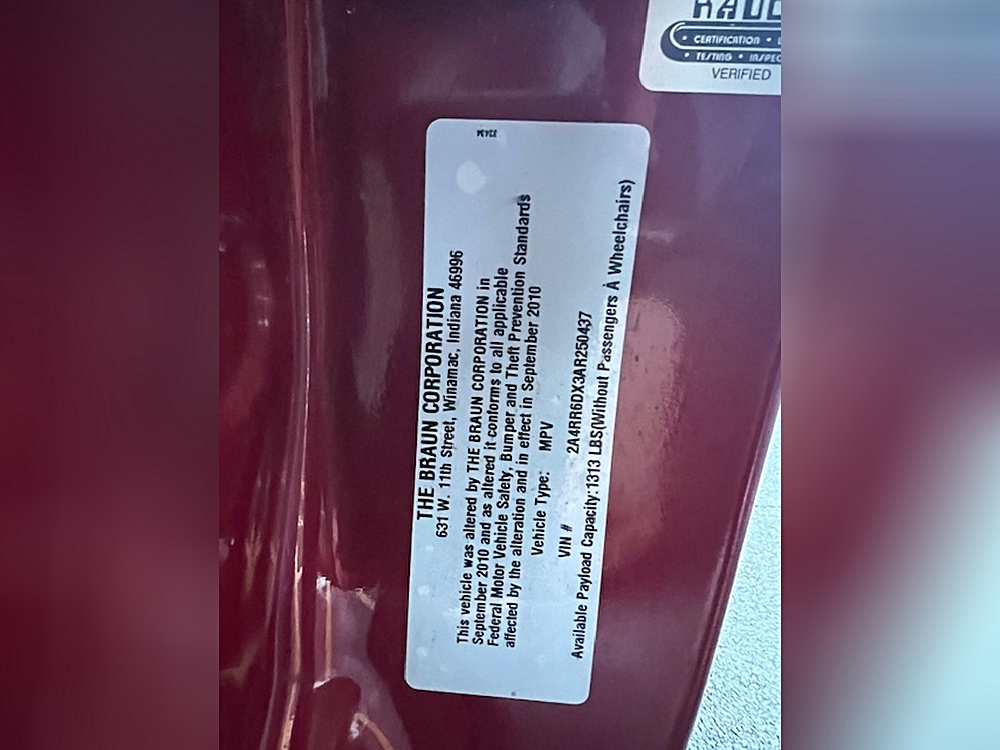 THE BRAUN CORPORATION
631 W. 11th Street, Winamac, Indiana 46996
This vehicle was altered by THE BRAUN CORPORATION in
September 2010 and as altered it conforms to all applicable
Federal Motor Vehicle Safety, Bumper and Theft Prevention Standards
affected by the alteration and in effect in September 2010
Vehicle Type: MPV
VIN # 2A4RR6DX3AR250437
Available Payload Capacity:1313 LBS(Without Passengers À Wheelchairs)
CERTIFICATION •
• TESTING •
VERIFIED